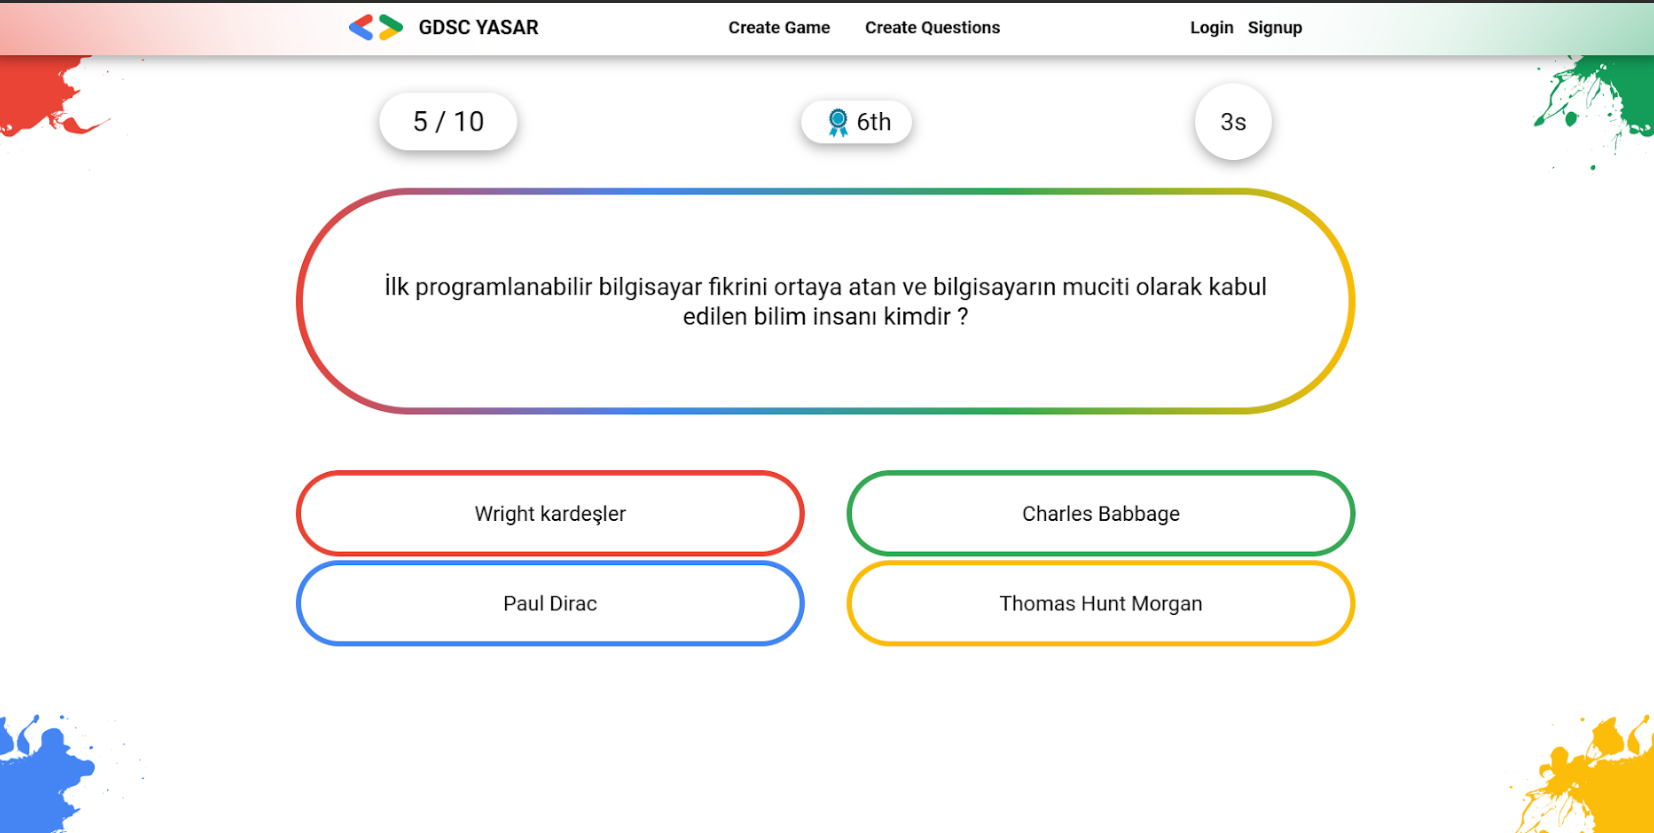 GDSC YASAR Create Game Create Questions Login Signup
5 / 10 6th 3s
İlk programlanabilir bilgisayar fikrini ortaya atan ve bilgisayarın muciti olarak kabul
edilen bilim insanı kimdir ?
Wright kardeşler Charles Babbage
Paul Dirac Thomas Hunt Morgan